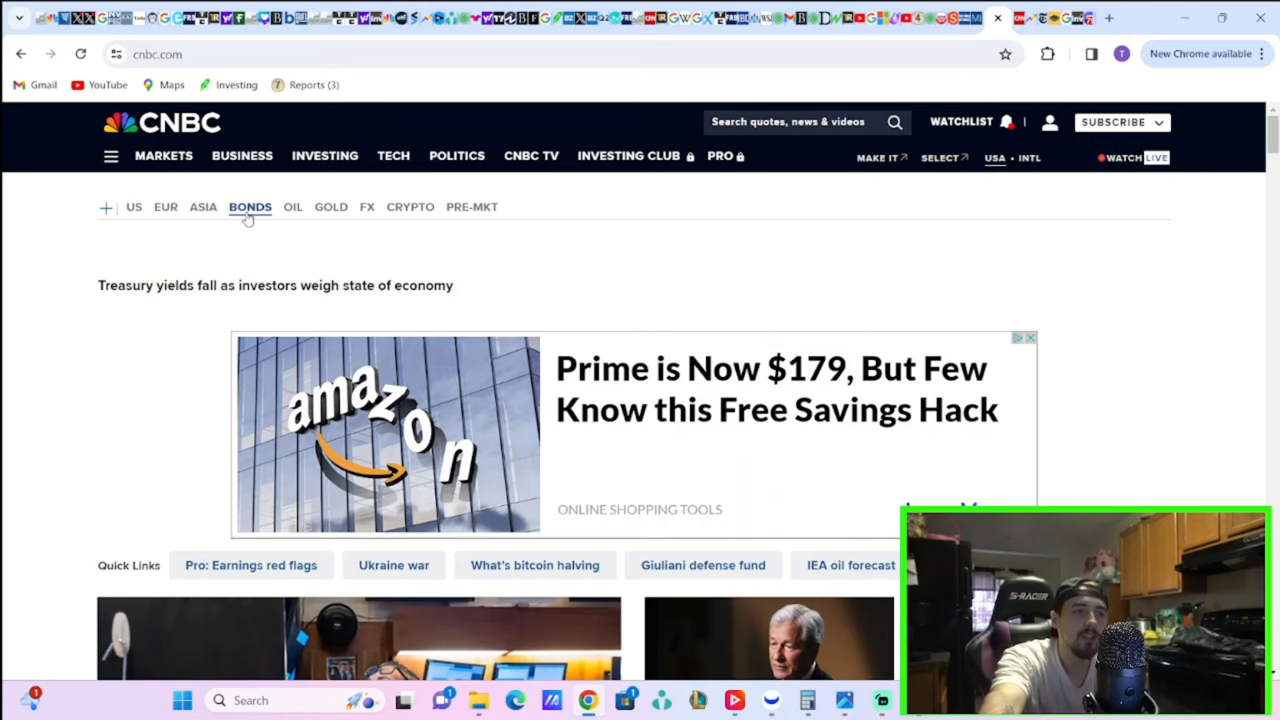 cnbc.com
New Chrome available
Gmail
YouTube
Maps
Investing
Reports (3)
CNBC
Search quotes, news & videos
WATCHLIST
SUBSCRIBE
MARKETS
BUSINESS
INVESTING
TECH
POLITICS
CNBC TV
INVESTING CLUB
PRO
MAKE IT
SELECT
USA • INTL
WATCH LIVE
US
EUR
ASIA
BONDS
OIL
GOLD
FX
CRYPTO
PRE-MKT
Treasury yields fall as investors weigh state of economy
amazon
Prime is Now $179, But Few
Know this Free Savings Hack
ONLINE SHOPPING TOOLS
Quick Links
Pro: Earnings red flags
Ukraine war
What's bitcoin halving
Giuliani defense fund
IEA oil forecast
S-RACER
Search